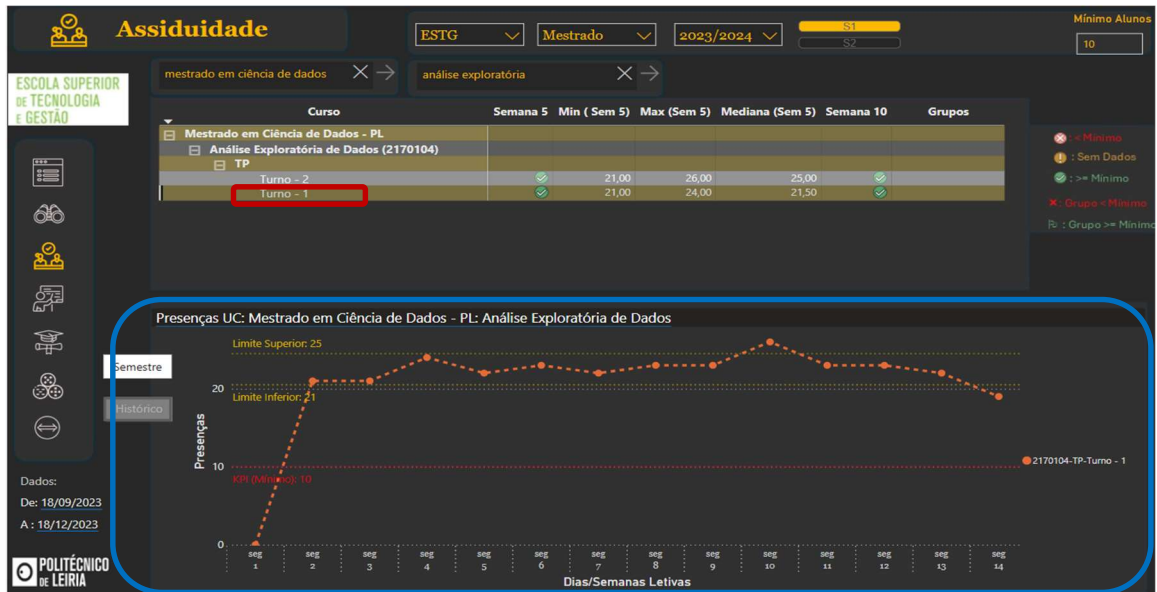 Assiduidade
ESTG
Mestrado
2023/2024
S1
S2
Mínimo Alunos
10
ESCOLA SUPERIOR
DE TECNOLOGIA
E GESTÃO
mestrado em ciência de dados
análise exploratória
Curso Semana 5 Min ( Sem 5) Max (Sem 5) Mediana (Sem 5) Semana 10 Grupos
Mestrado em Ciência de Dados - PL
Análise Exploratória de Dados (2170104)
TP
Turno - 2 21,00 26,00 25,00
Turno - 1 21,00 24,00 21,50
: < Mínimo
: Sem Dados
: >= Mínimo
: Grupo < Mínimo
: Grupo >= Mínimo
Presenças UC: Mestrado em Ciência de Dados - PL: Análise Exploratória de Dados
Semestre
Histórico
Limite Superior: 25
20
Limite Inferior: 21
Presenças
10
KPI (Mínimo): 10
0
2170104-TP-Turno - 1
seg seg seg seg seg seg seg seg seg seg seg seg seg seg
1 2 3 4 5 6 7 8 9 10 11 12 13 14
Dias/Semanas Letivas
Dados:
De: 18/09/2023
A : 18/12/2023
POLITÉCNICO
DE LEIRIA